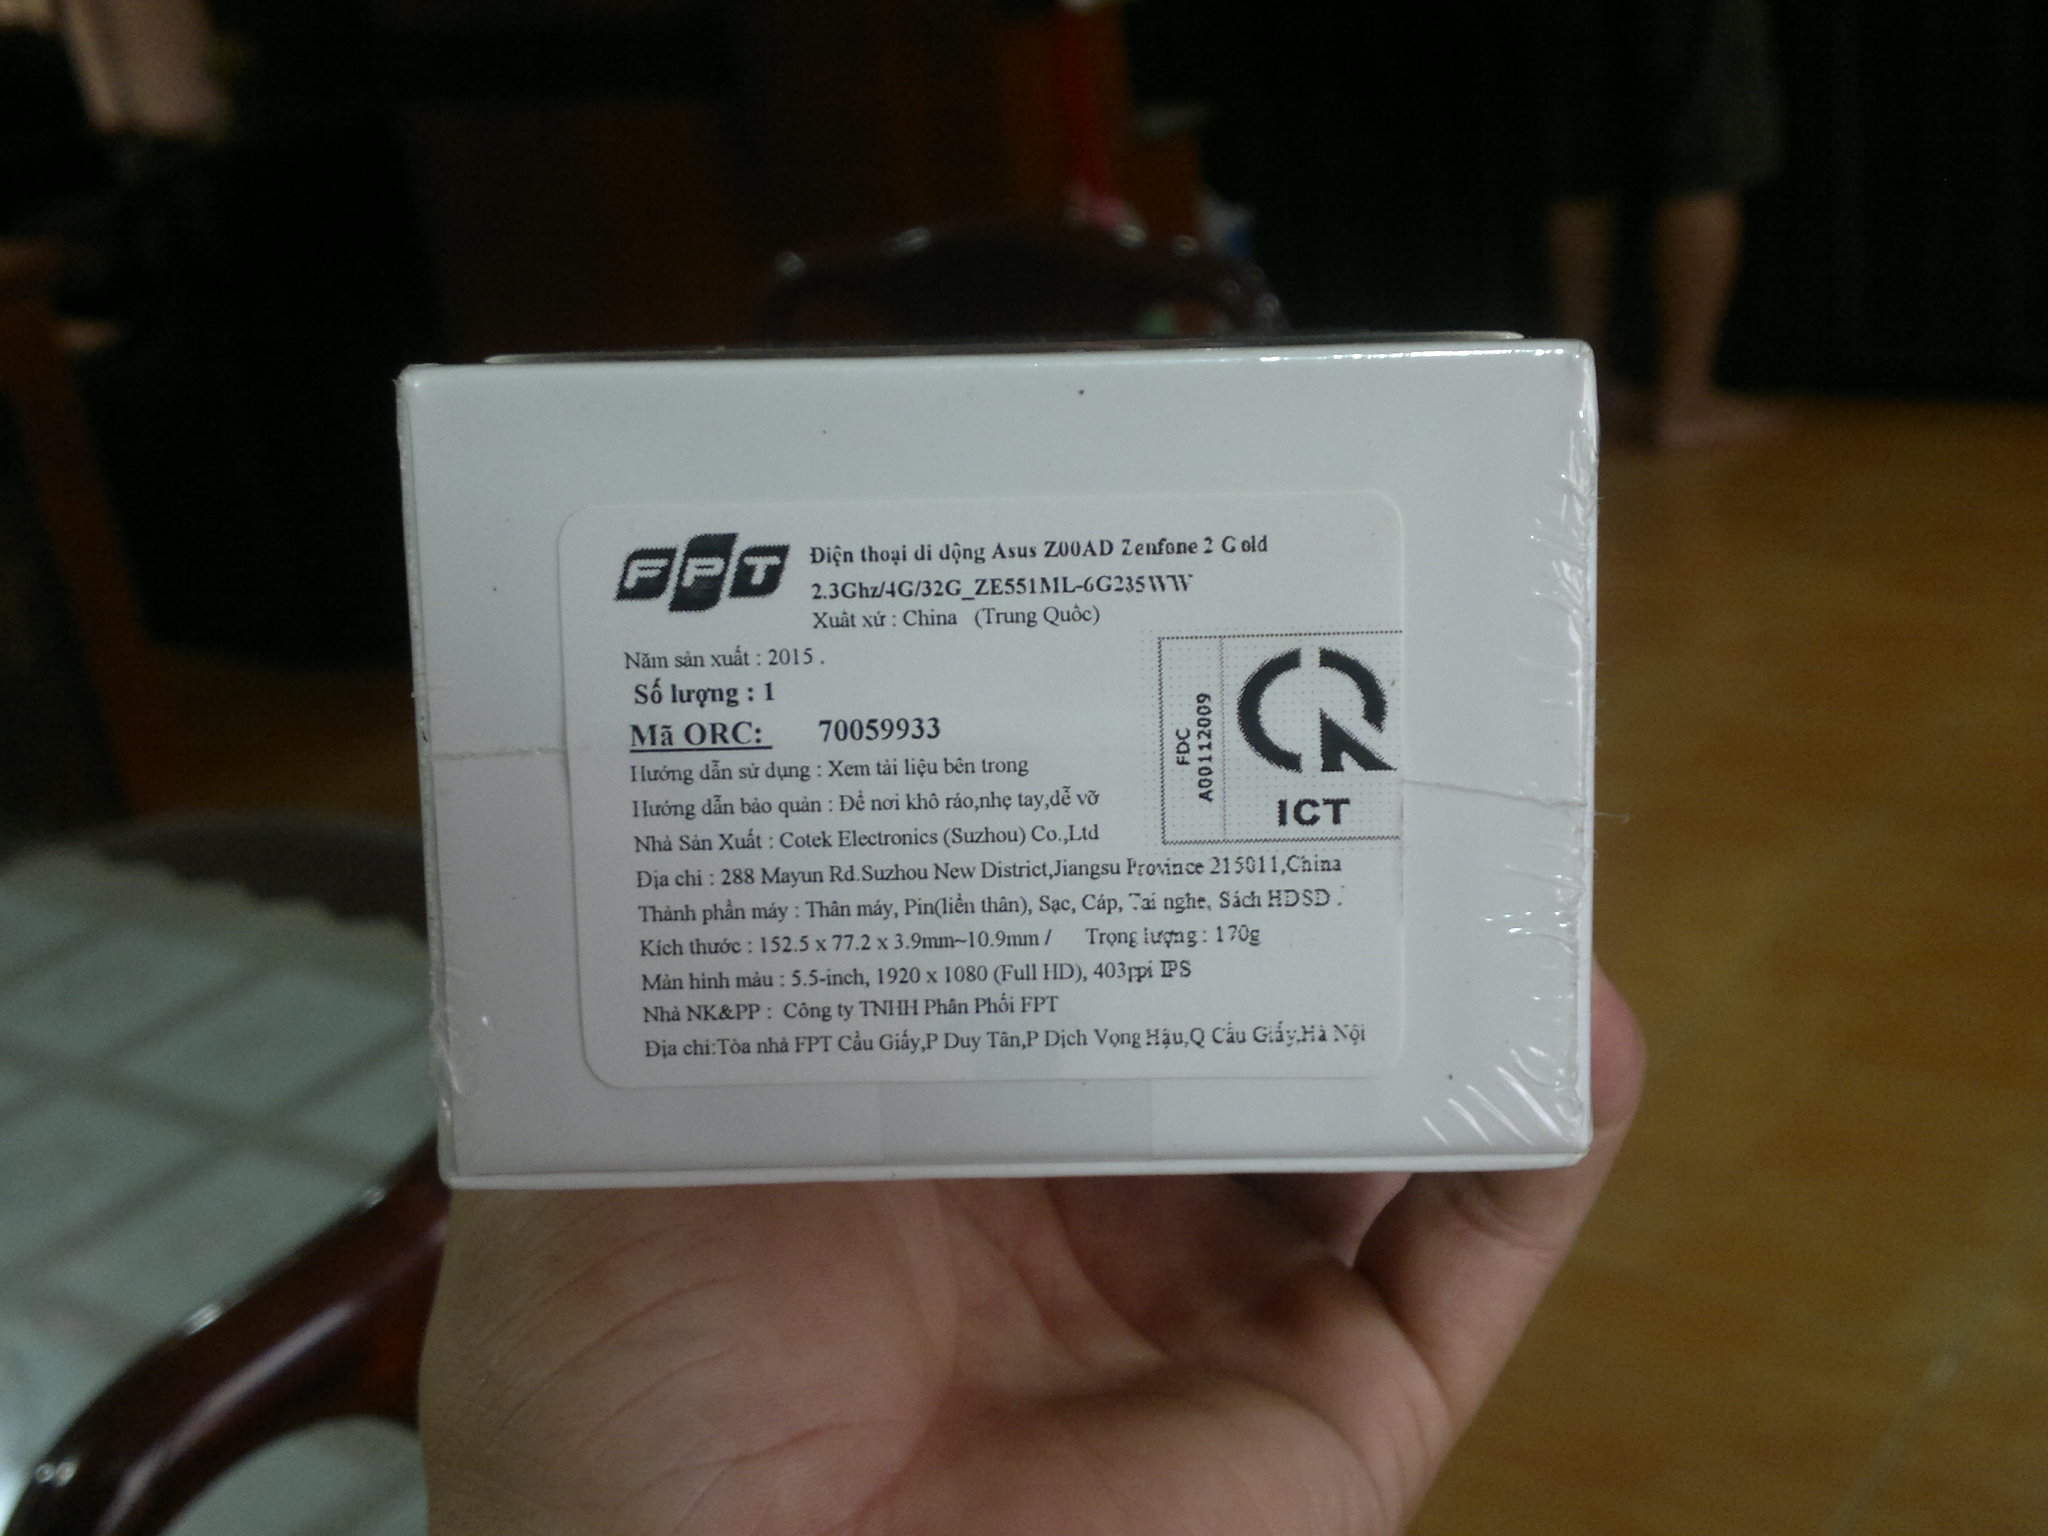 FPT
Điện thoại di động Asus Z00AD Zenfone 2 Gold
2.3Ghz/4G/32G_ZE551ML-6G235WW
Xuất xứ : China (Trung Quốc)
Năm sản xuất : 2015 .
Số lượng : 1
Mã ORC: 70059933
Hướng dẫn sử dụng : Xem tài liệu bên trong
Hướng dẫn bảo quản : Để nơi khô ráo,nhẹ tay,dễ vỡ
Nhà Sản Xuất : Cotek Electronics (Suzhou) Co.,Ltd
FDC
A00112009
ICT
Địa chỉ : 288 Mayun Rd.Suzhou New District,Jiangsu Province 215011,China
Thành phần máy : Thân máy, Pin(liền thân), Sạc, Cáp, Tai nghe, Sách HDSD .
Kích thước : 152.5 x 77.2 x 3.9mm~10.9mm / Trọng lượng : 170g
Màn hình màu : 5.5-inch, 1920 x 1080 (Full HD), 403ppi IPS
Nhà NK&PP : Công ty TNHH Phân Phối FPT
Địa chỉ:Tòa nhà FPT Cầu Giấy,P Duy Tân,P Dịch Vọng Hậu,Q Cầu Giấy,Hà Nội